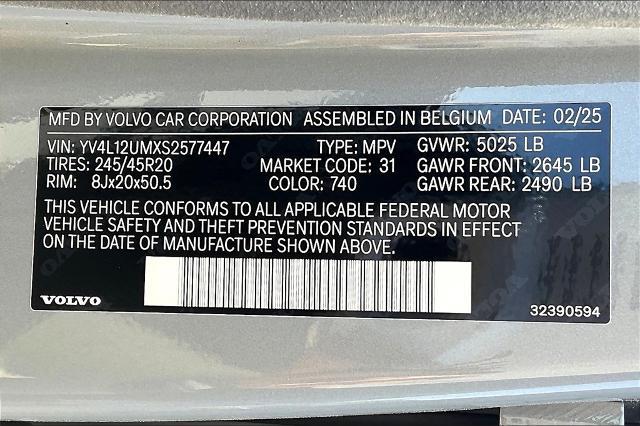 MFD BY VOLVO CAR CORPORATION ASSEMBLED IN BELGIUM DATE: 02/25
VIN: YV4L12UMXS2577447 TYPE: MPV GVWR: 5025 LB
TIRES: 245/45R20 MARKET CODE: 31 GAWR FRONT: 2645 LB
RIM: 8Jx20x50.5 COLOR: 740 GAWR REAR: 2490 LB
THIS VEHICLE CONFORMS TO ALL APPLICABLE FEDERAL MOTOR
VEHICLE SAFETY AND THEFT PREVENTION STANDARDS IN EFFECT
ON THE DATE OF MANUFACTURE SHOWN ABOVE.
VOLVO 32390594